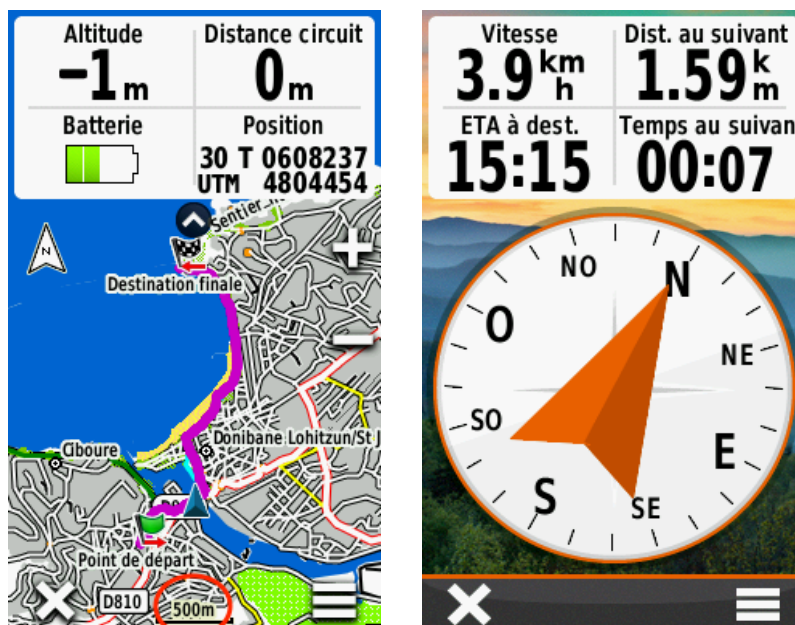 Altitude
−1 m
Distance circuit
0 m
Batterie
Position
30 T 0608237
UTM 4804454
N
Sentier
Destination finale
Ciboure
Donibane Lohitzun/St J
Point de départ
D810
500m
Vitesse
3.9 km h
Dist. au suivant
1.59 k m
ETA à dest.
15:15
Temps au suivan
00:07
N
NO
O
NE
SO
E
S
SE